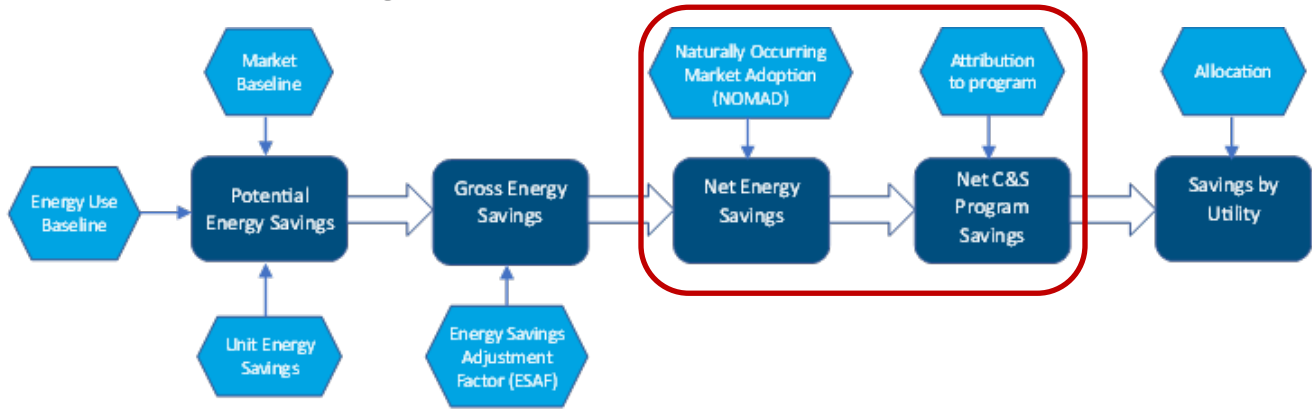 Market
Baseline
Naturally Occurring
Market Adoption
(NOMAD)
Attribution
to program
Allocation
Energy Use
Baseline
Potential
Energy Savings
Gross Energy
Savings
Net Energy
Savings
Net C&S
Program
Savings
Savings by
Utility
Unit Energy
Savings
Energy Savings
Adjustment
Factor (ESAF)